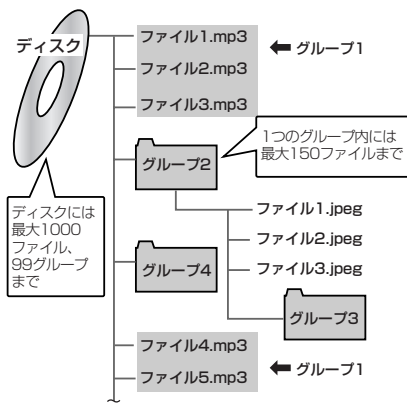 ディスク
ファイル1.mp3
グループ1
ファイル2.mp3
ファイル3.mp3
1つのグループ内には
最大150ファイルまで
グループ2
ディスクには
最大1000
ファイル、
99グループ
まで
ファイル1.jpeg
ファイル2.jpeg
ファイル3.jpeg
グループ4
グループ3
ファイル4.mp3
グループ1
ファイル5.mp3